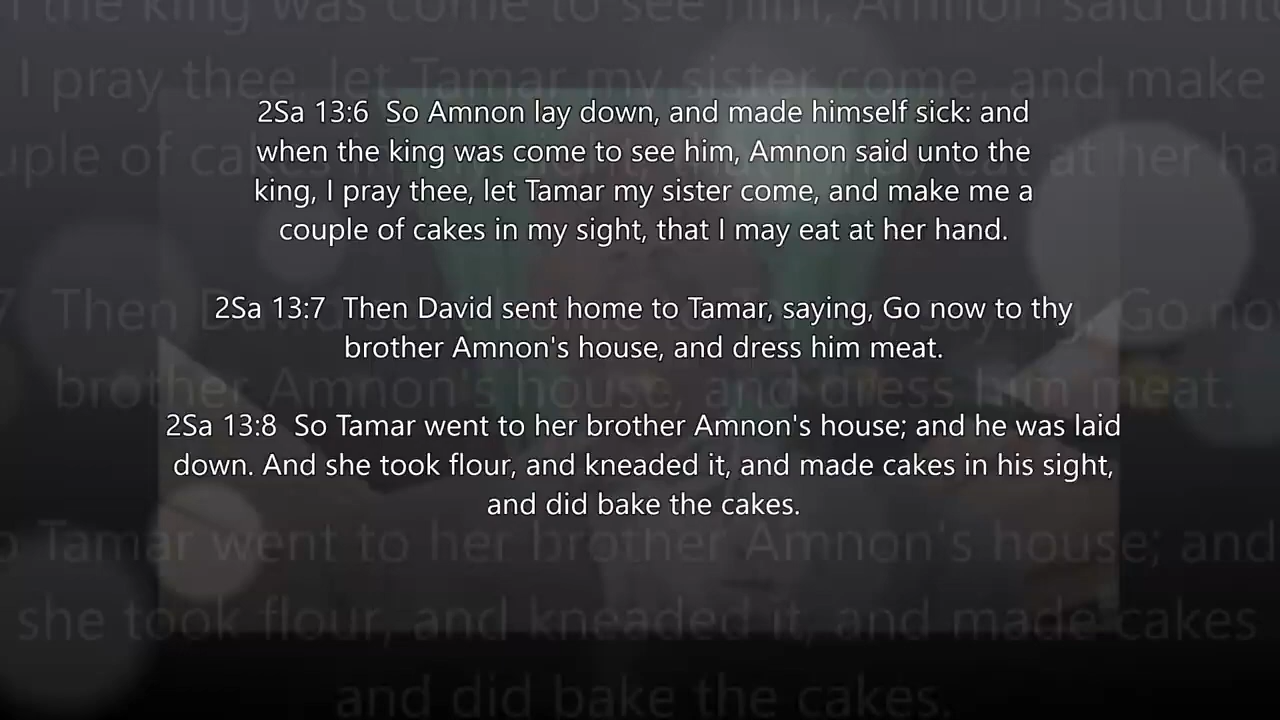 2Sa 13:6 So Amnon lay down, and made himself sick: and
when the king was come to see him, Amnon said unto the
king, I pray thee, let Tamar my sister come, and make me a
couple of cakes in my sight, that I may eat at her hand.
2Sa 13:7 Then David sent home to Tamar, saying, Go now to thy
brother Amnon's house, and dress him meat.
2Sa 13:8 So Tamar went to her brother Amnon's house; and he was laid
down. And she took flour, and kneaded it, and made cakes in his sight,
and did bake the cakes.